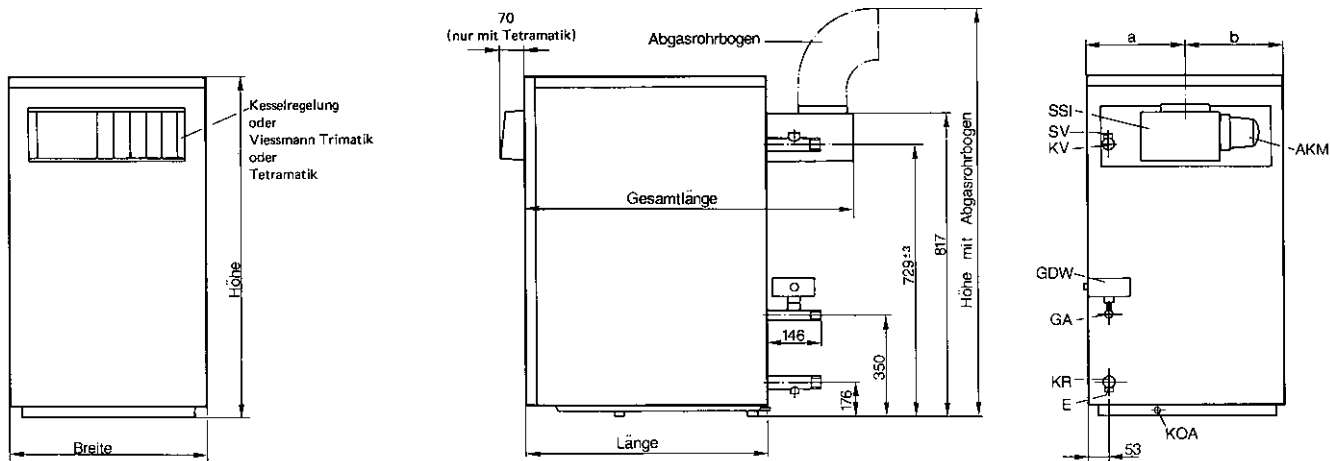 Kesselregelung
oder
Viessmann Trimatik
oder
Tetramatik
Höhe
Breite
70
(nur mit Tetramatik)
Abgasrohrbogen
Gesamtlänge
146
350
176
729±3
817
Höhe mit Abgasrohrbogen
Länge
a
b
SSI
SV
KV
AKM
GDW
GA
KR
E
KOA
53